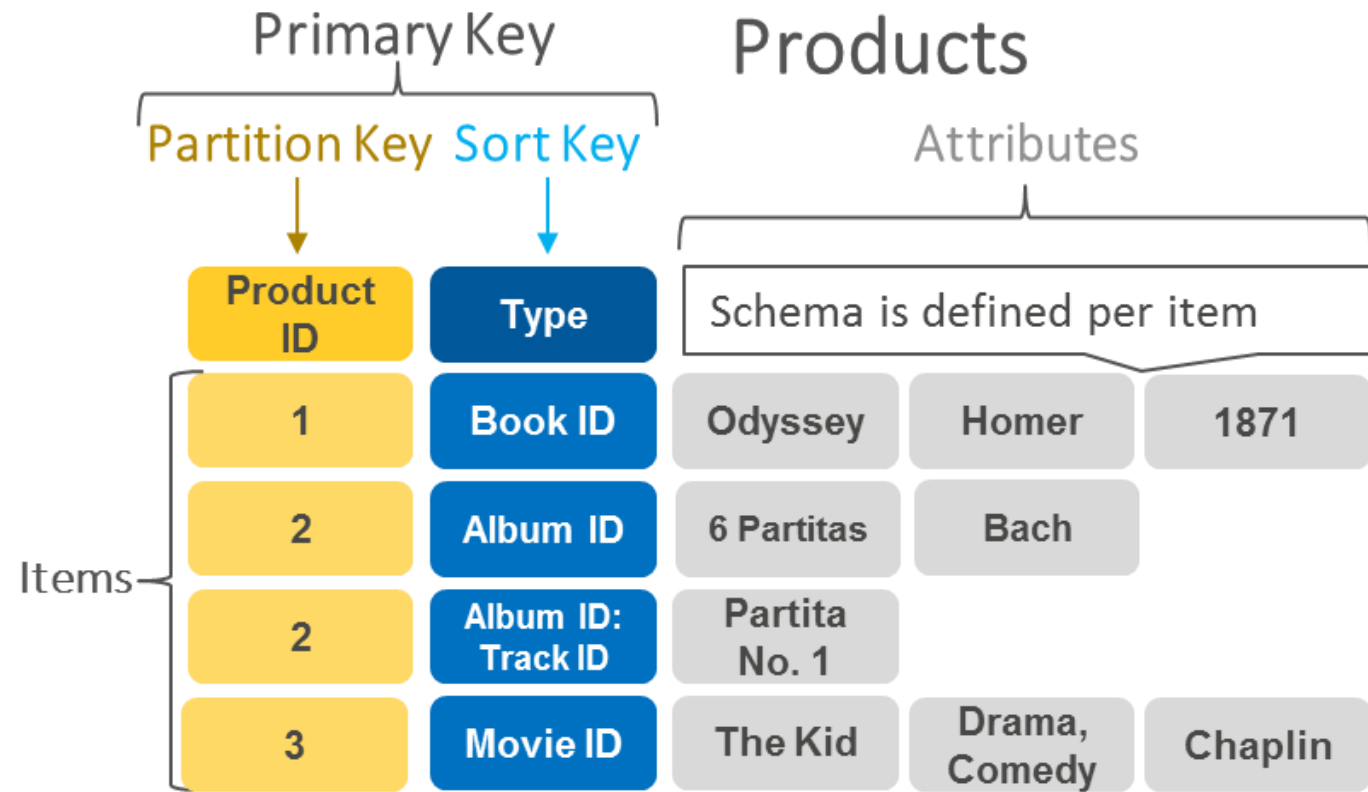 Primary Key
Products
Partition Key
Sort Key
Attributes
Product
ID
Type
Schema is defined per item
Items
1
Book ID
Odyssey
Homer
1871
2
Album ID
6 Partitas
Bach
2
Album ID:
Track ID
Partita
No. 1
3
Movie ID
The Kid
Drama,
Comedy
Chaplin